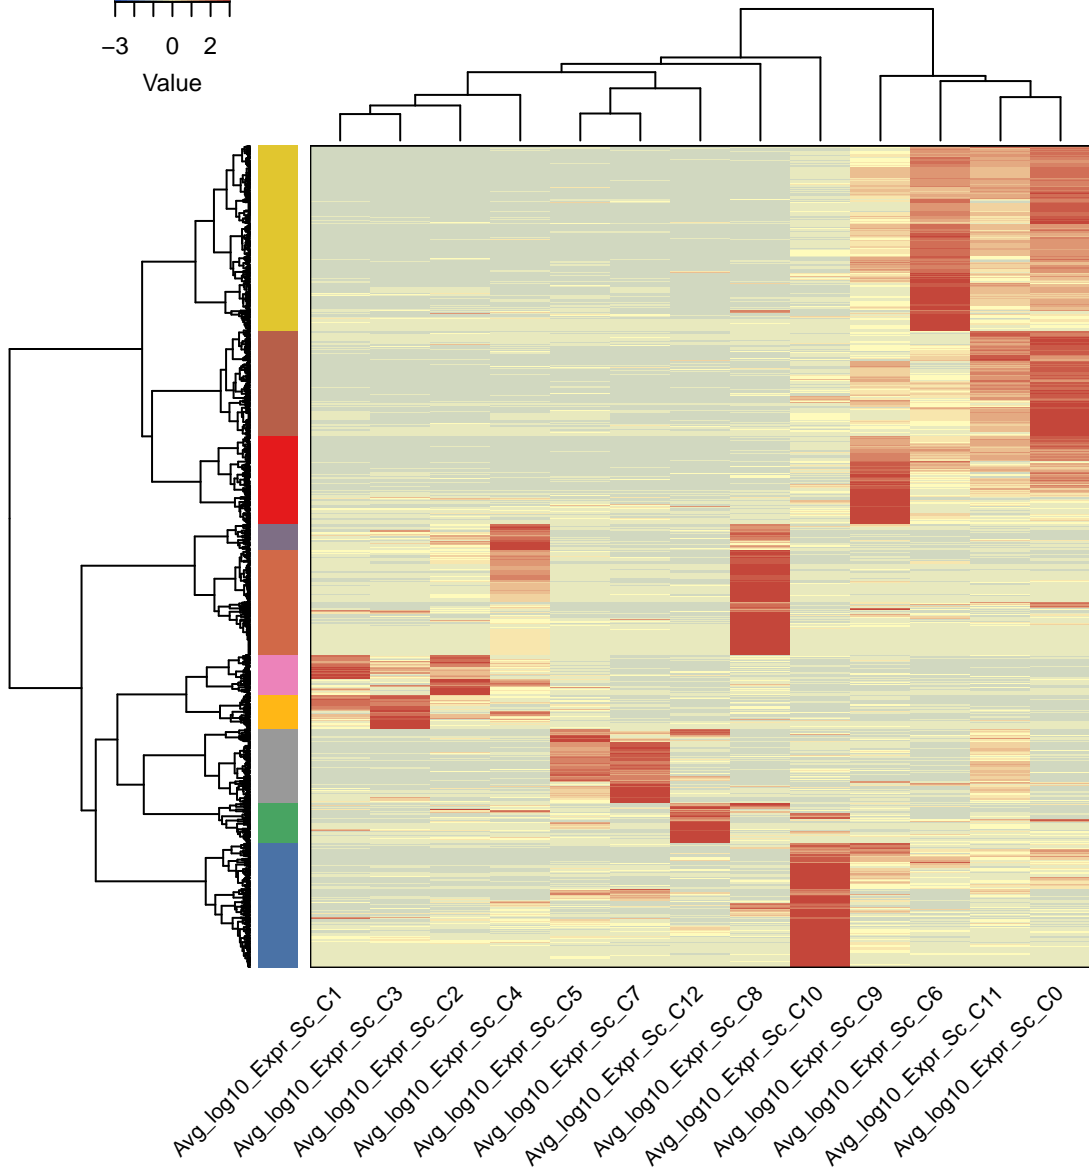 −3 0 2
Value
Avg_log10_Expr_Sc_C1
Avg_log10_Expr_Sc_C3
Avg_log10_Expr_Sc_C2
Avg_log10_Expr_Sc_C4
Avg_log10_Expr_Sc_C5
Avg_log10_Expr_Sc_C7
Avg_log10_Expr_Sc_C12
Avg_log10_Expr_Sc_C8
Avg_log10_Expr_Sc_C10
Avg_log10_Expr_Sc_C9
Avg_log10_Expr_Sc_C6
Avg_log10_Expr_Sc_C11
Avg_log10_Expr_Sc_C0